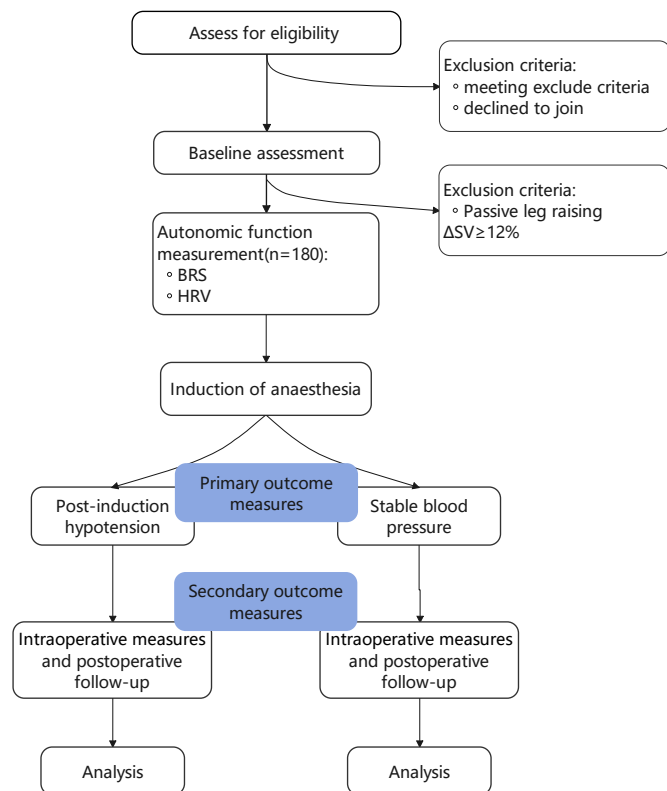 Assess for eligibility
Exclusion criteria:
◦ meeting exclude criteria
◦ declined to join
Baseline assessment
Exclusion criteria:
◦ Passive leg raising
ΔSV≥12%
Autonomic function
measurement(n=180):
◦ BRS
◦ HRV
Induction of anaesthesia
Primary outcome
measures
Post-induction
hypotension
Stable blood
pressure
Secondary outcome
measures
Intraoperative measures
and postoperative
follow-up
Intraoperative measures
and postoperative
follow-up
Analysis
Analysis